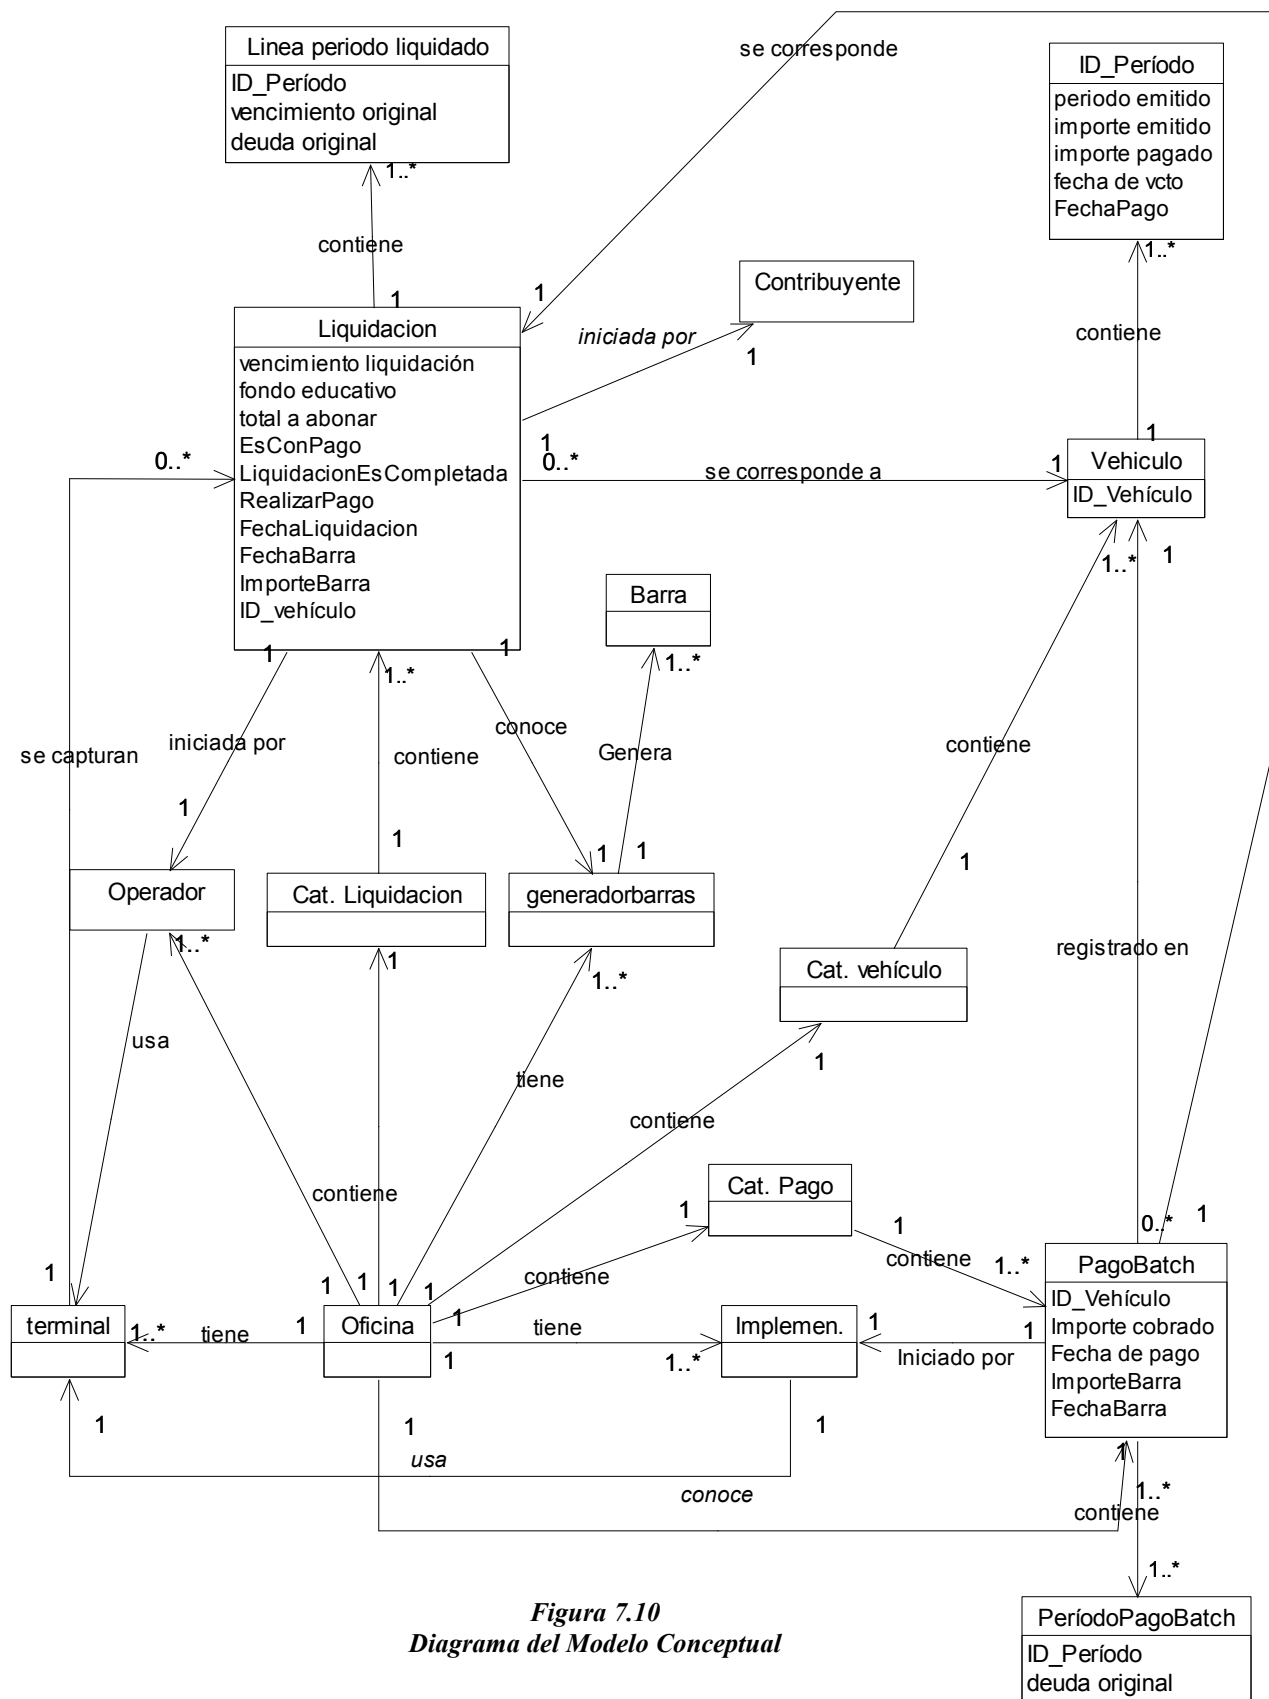 Linea periodo liquidado
ID_Período
vencimiento original
deuda original
1..*
contiene
1
se corresponde
ID_Período
periodo emitido
importe emitido
importe pagado
fecha de vcto
FechaPago
1..*
contiene
1
Contribuyente
iniciada por
1
1
1
Liquidacion
vencimiento liquidación
fondo educativo
total a abonar
EsConPago
LiquidacionEsCompletada
RealizarPago
FechaLiquidacion
FechaBarra
ImporteBarra
ID_vehículo
0..*
0..*
se corresponde a
1
Vehiculo
ID_Vehículo
1..*
1
Barra
1..*
1
1..*
1
se capturan
iniciada por
contiene
conoce
Genera
contiene
1
1
1
1
1
Operador
Cat. Liquidacion
generadorbarras
1..*
1
1..*
Cat. vehículo
registrado en
1
usa
tiene
contiene
contiene
Cat. Pago
1
1
0..*
1
contiene
contiene
1..*
1
1
1
1
1
1
PagoBatch
ID_Vehículo
Importe cobrado
Fecha de pago
ImporteBarra
FechaBarra
terminal
1..*
tiene
1
Oficina
1
tiene
1..*
Implemen.
1
Iniciado por
1
1
1
1
usa
conoce
1
1..*
contiene
1..*
PeríodoPagoBatch
ID_Período
deuda original
Figura 7.10
Diagrama del Modelo Conceptual